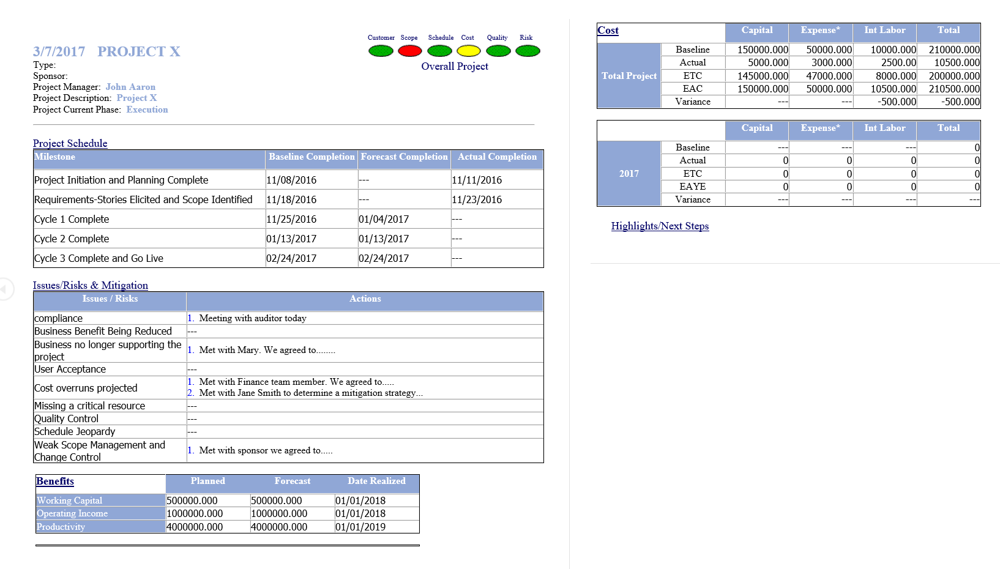 Customer Scope Schedule Cost Quality Risk
3/7/2017 PROJECT X
Overall Project
Type:
Sponsor:
Project Manager: John Aaron
Project Description: Project X
Project Current Phase: Execution
Project Schedule
Milestone Baseline Completion Forecast Completion Actual Completion
Project Initiation and Planning Complete 11/08/2016 --- 11/11/2016
Requirements-Stories Elicited and Scope Identified 11/18/2016 --- 11/23/2016
Cycle 1 Complete 11/25/2016 01/04/2017 ---
Cycle 2 Complete 01/13/2017 01/13/2017 ---
Cycle 3 Complete and Go Live 02/24/2017 02/24/2017 ---
Issues/Risks & Mitigation
Issues / Risks Actions
compliance 1. Meeting with auditor today
Business Benefit Being Reduced ---
Business no longer supporting the
project 1. Met with Mary. We agreed to........
User Acceptance ---
Cost overruns projected 1. Met with Finance team member. We agreed to.....
2. Met with Jane Smith to determine a mitigation strategy...
Missing a critical resource ---
Quality Control ---
Schedule Jeopardy ---
Weak Scope Management and
Change Control 1. Met with sponsor we agreed to.....
Benefits Planned Forecast Date Realized
Working Capital 500000.000 500000.000 01/01/2018
Operating Income 1000000.000 1000000.000 01/01/2018
Productivity 4000000.000 4000000.000 01/01/2019
Cost Capital Expense* Int Labor Total
Total Project
Baseline 150000.000 50000.000 10000.000 210000.000
Actual 5000.000 3000.000 2500.00 10500.000
ETC 145000.000 47000.000 8000.000 200000.000
EAC 150000.000 50000.000 10500.000 210500.000
Variance --- --- -500.000 -500.000
Capital Expense* Int Labor Total
2017
Baseline --- --- --- 0
Actual 0 0 0 0
ETC 0 0 0 0
EAYE 0 0 0 0
Variance --- --- --- ---
Highlights/Next Steps